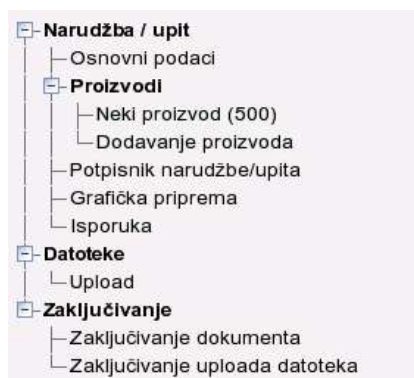 Narudžba / upit
Osnovni podaci
Proizvodi
Neki proizvod (500)
Dodavanje proizvoda
Potpisnik narudžbe/upita
Grafička priprema
Isporuka
Datoteke
Upload
Zaključivanje
Zaključivanje dokumenta
Zaključivanje uploada datoteka